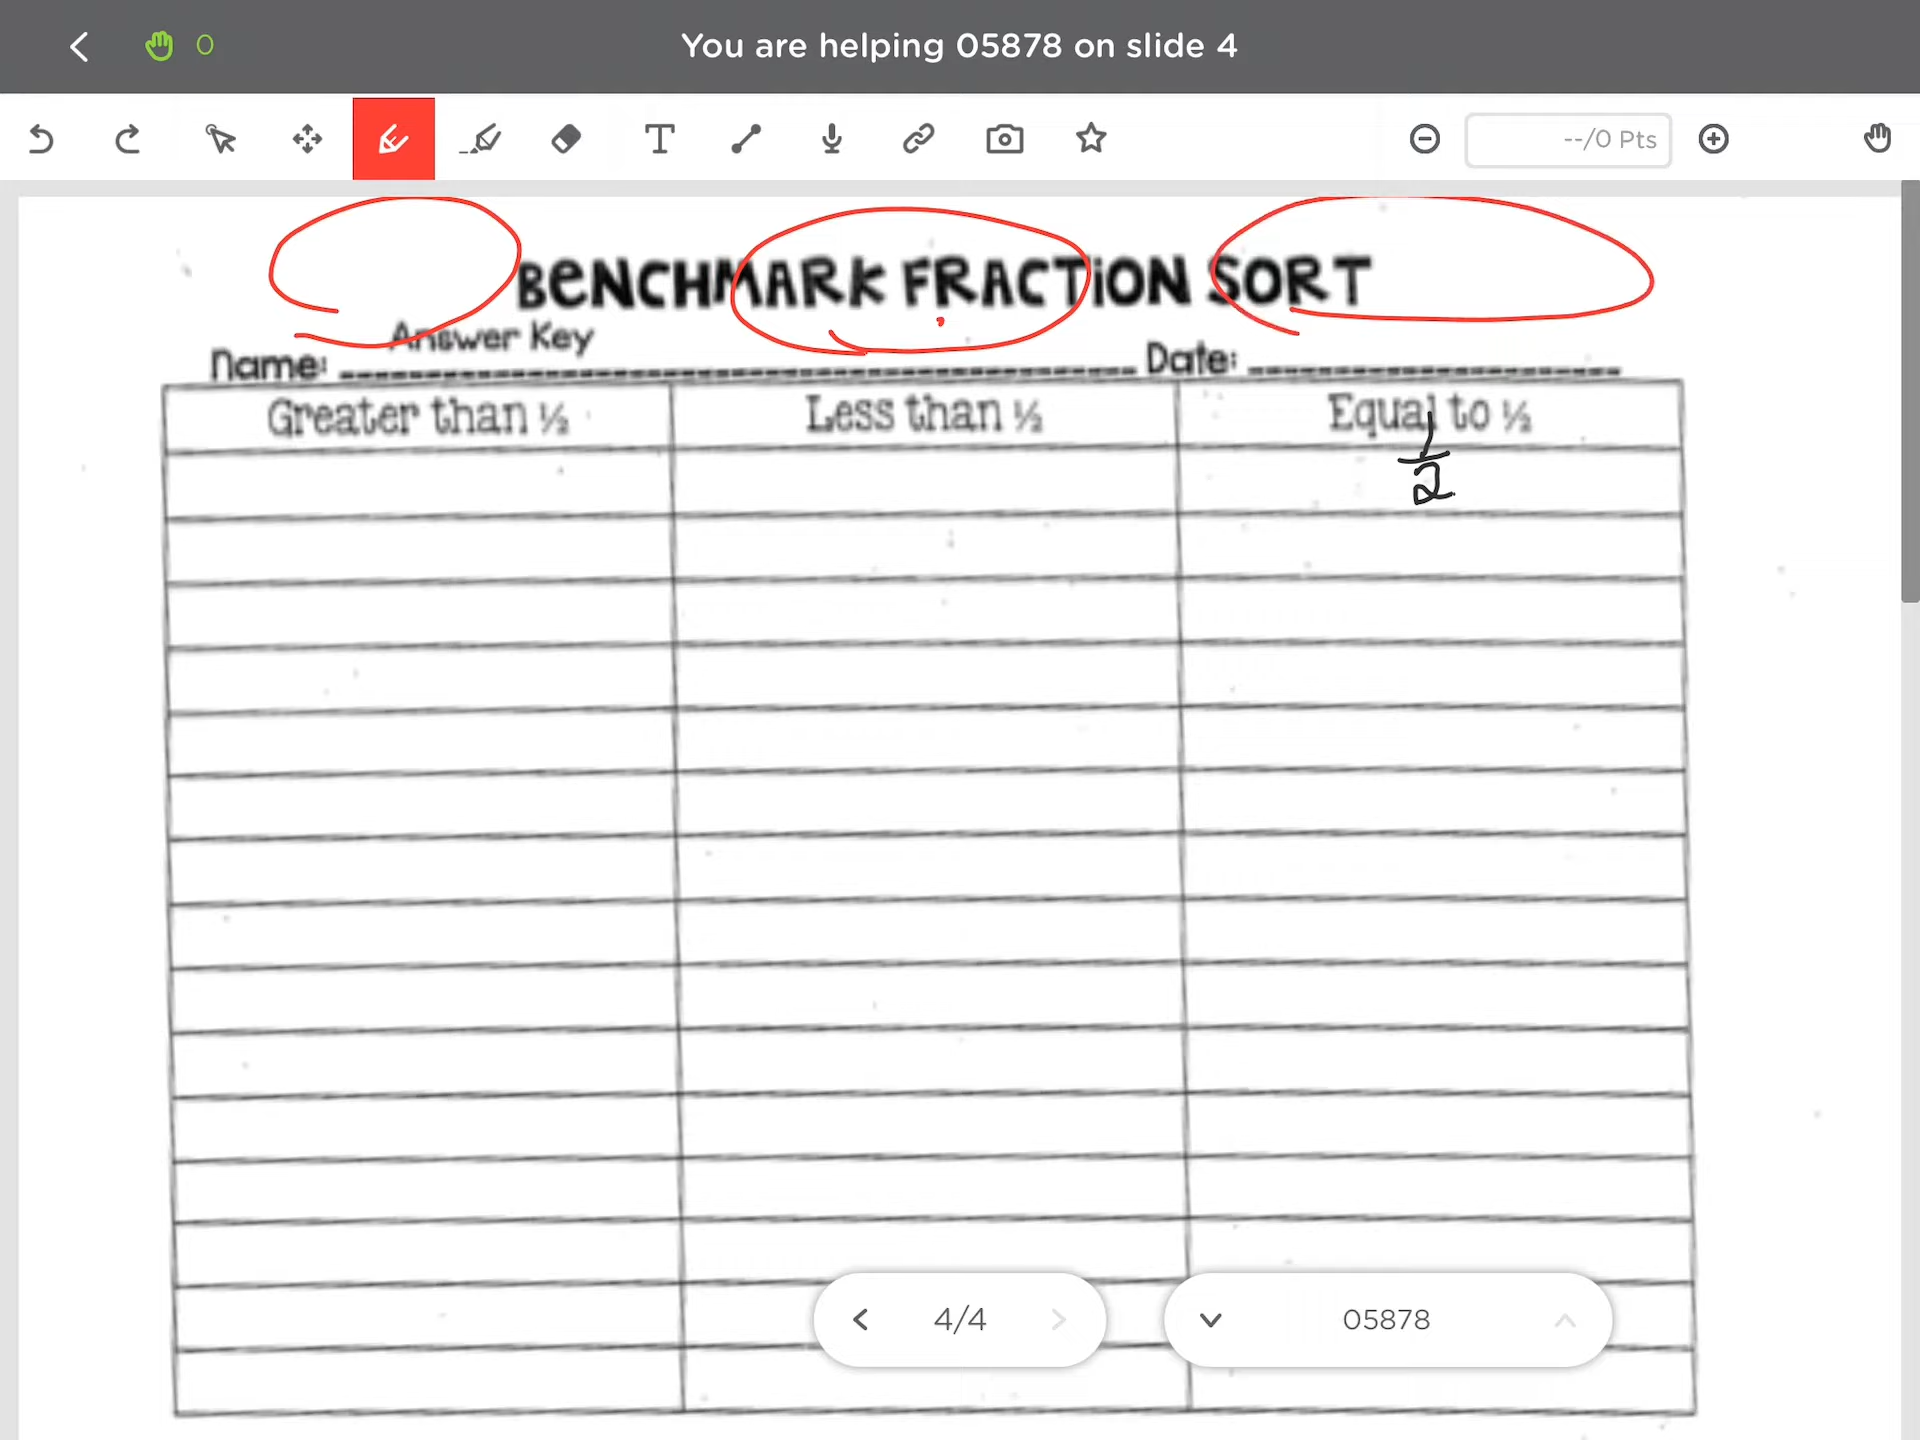 0
You are helping 05878 on slide 4
T
--/0 Pts
BENCHMARK FRACTION SORT
Answer Key
Name: Date:
Greater than ½ Less than ½ Equal to ½
1/2
4/4
05878